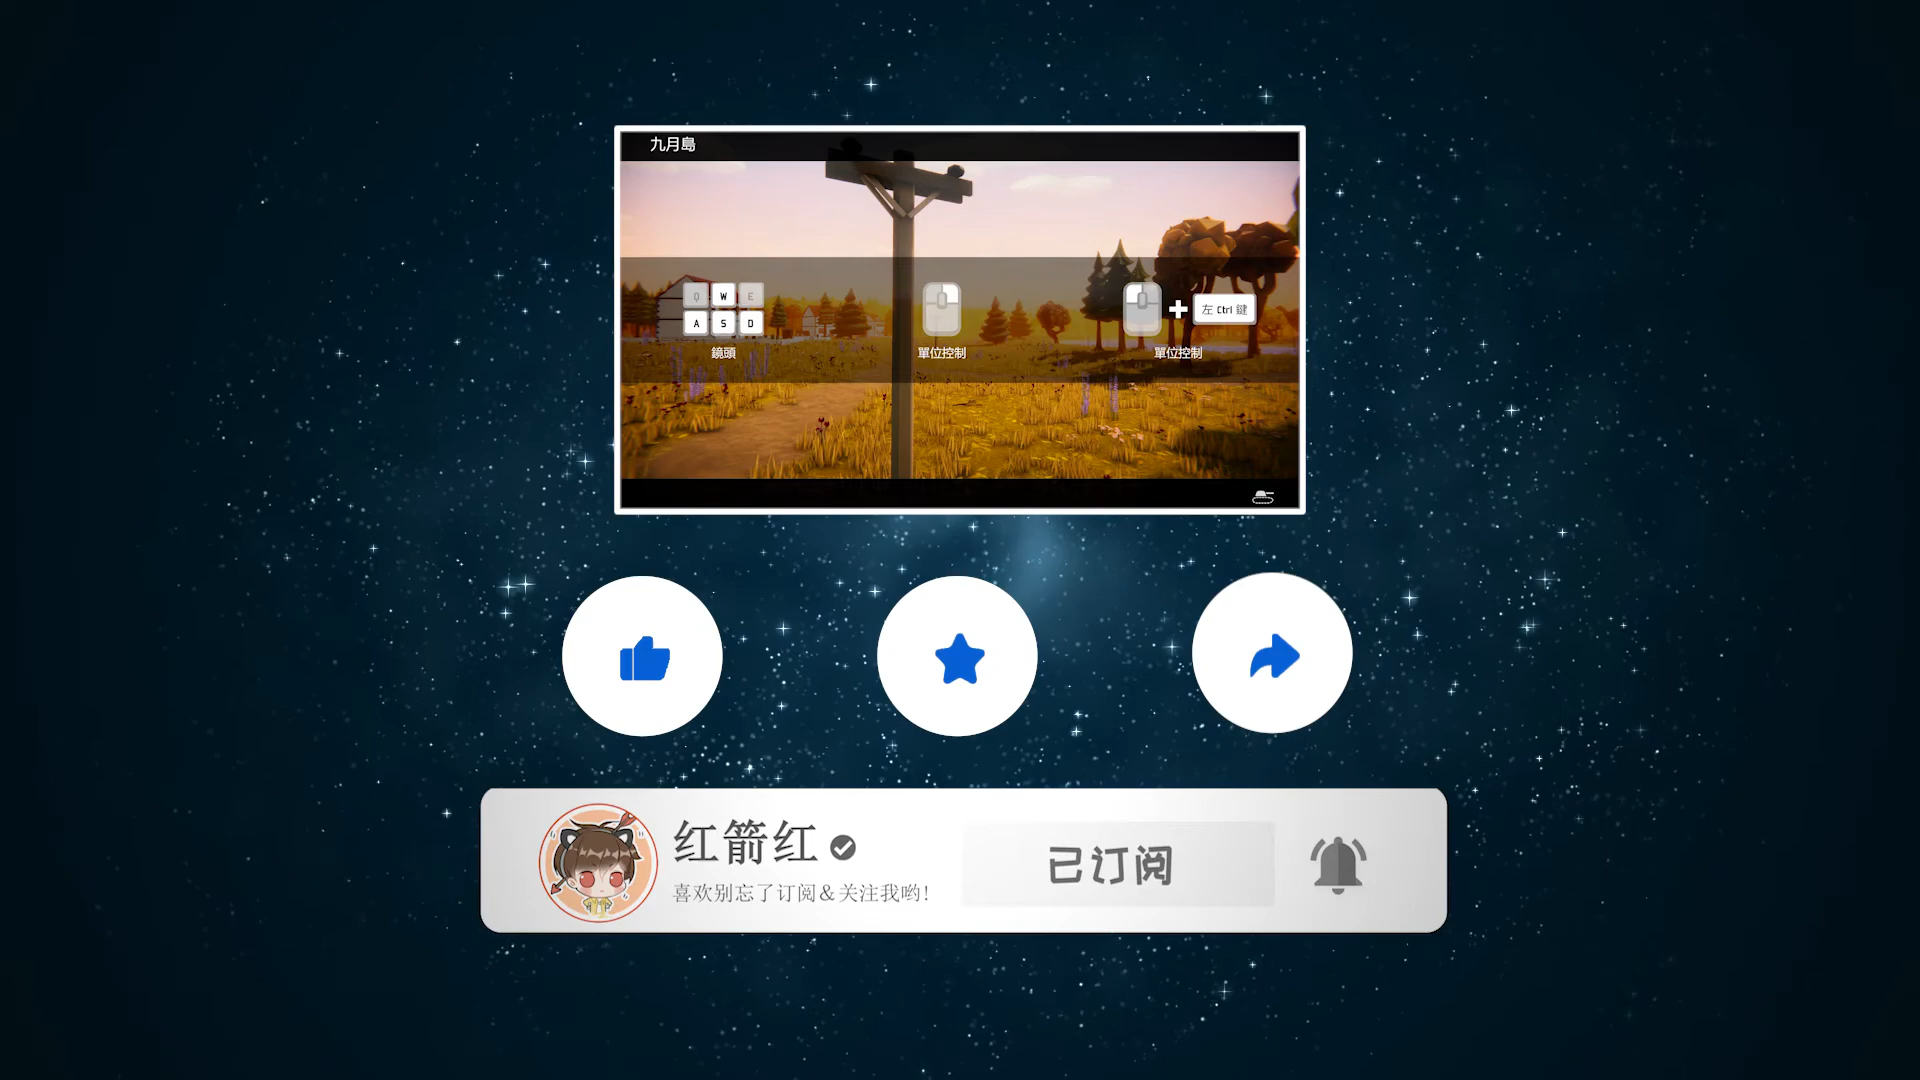 九月島
Q W E
A S D
鏡頭
單位控制
左 Ctrl 鍵
單位控制
红箭红
喜欢别忘了订阅&关注我哟!
已订阅